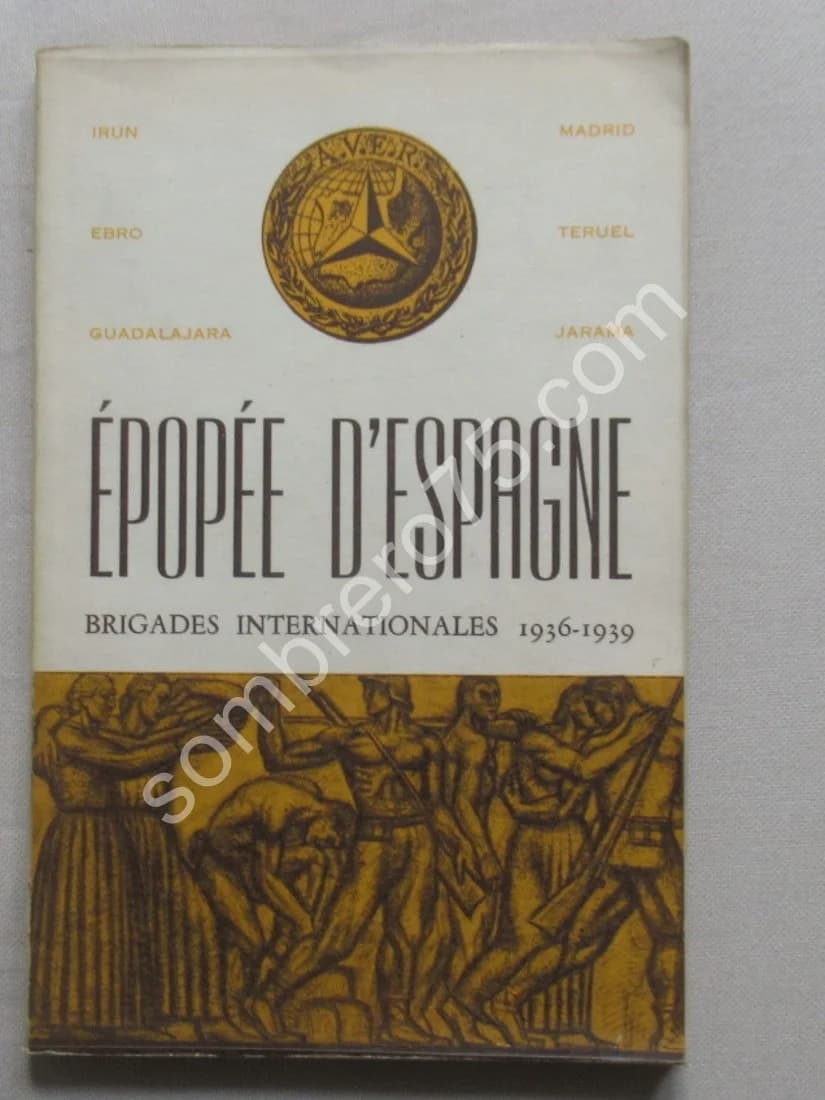 A.V.E.R.
IRUN MADRID
EBRO TERUEL
GUADALAJARA JARAMA
ÉPOPÉE D'ESPAGNE
BRIGADES INTERNATIONALES 1936-1939
sombrero75.com